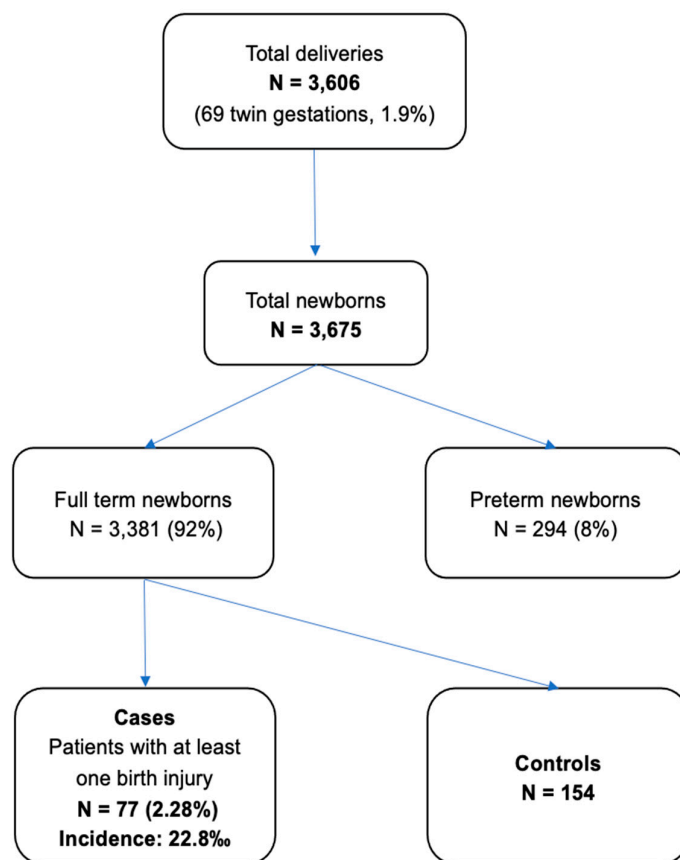 Total deliveries
N = 3,606
(69 twin gestations, 1.9%)
Total newborns
N = 3,675
Full term newborns
N = 3,381 (92%)
Preterm newborns
N = 294 (8%)
Cases
Patients with at least
one birth injury
N = 77 (2.28%)
Incidence: 22.8‰
Controls
N = 154